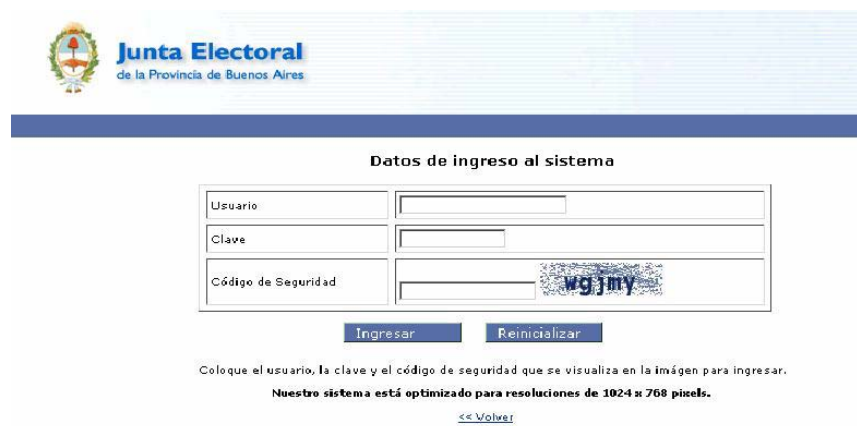 Junta Electoral
de la Provincia de Buenos Aires
Datos de ingreso al sistema
Usuario
Clave
Código de Seguridad
wgjmy
Ingresar Reinicializar
Coloque el usuario, la clave y el código de seguridad que se visualiza en la imágen para ingresar.
Nuestro sistema está optimizado para resoluciones de 1024 x 768 pixels.
<< Volver